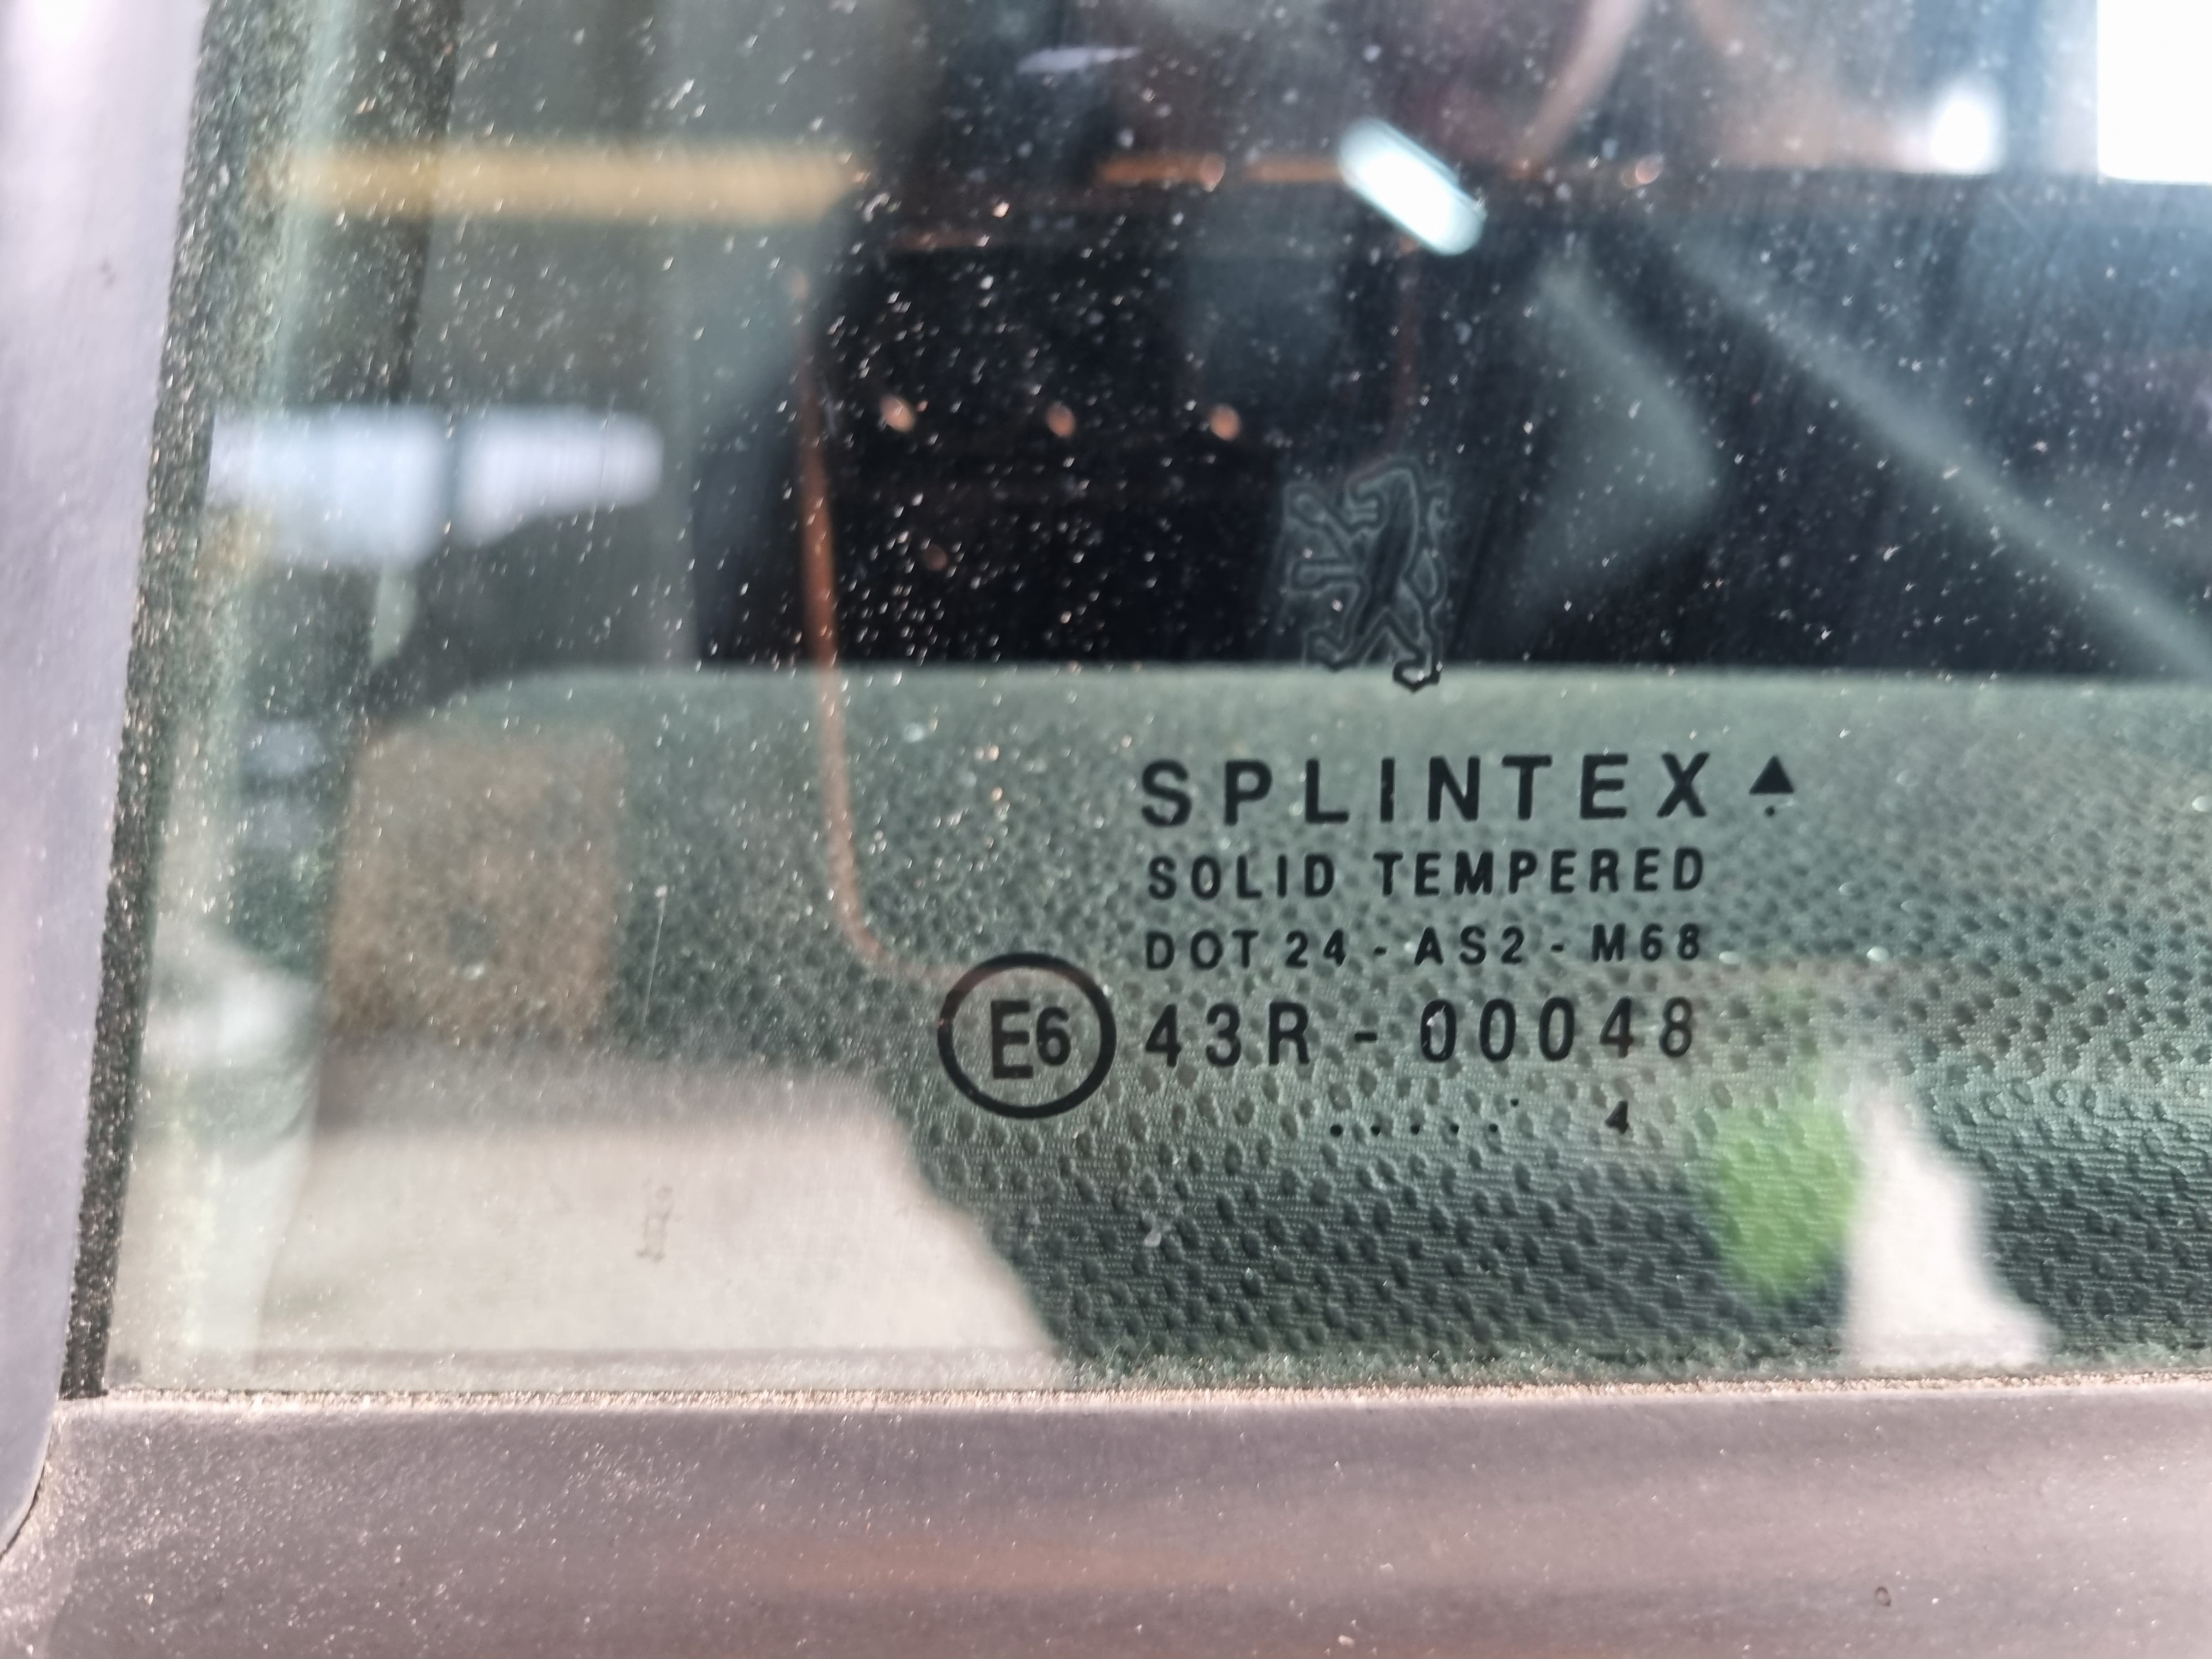 SPLINTEX
SOLID TEMPERED
DOT 24 - AS2 - M68
E6 43R - 00048
...... 4